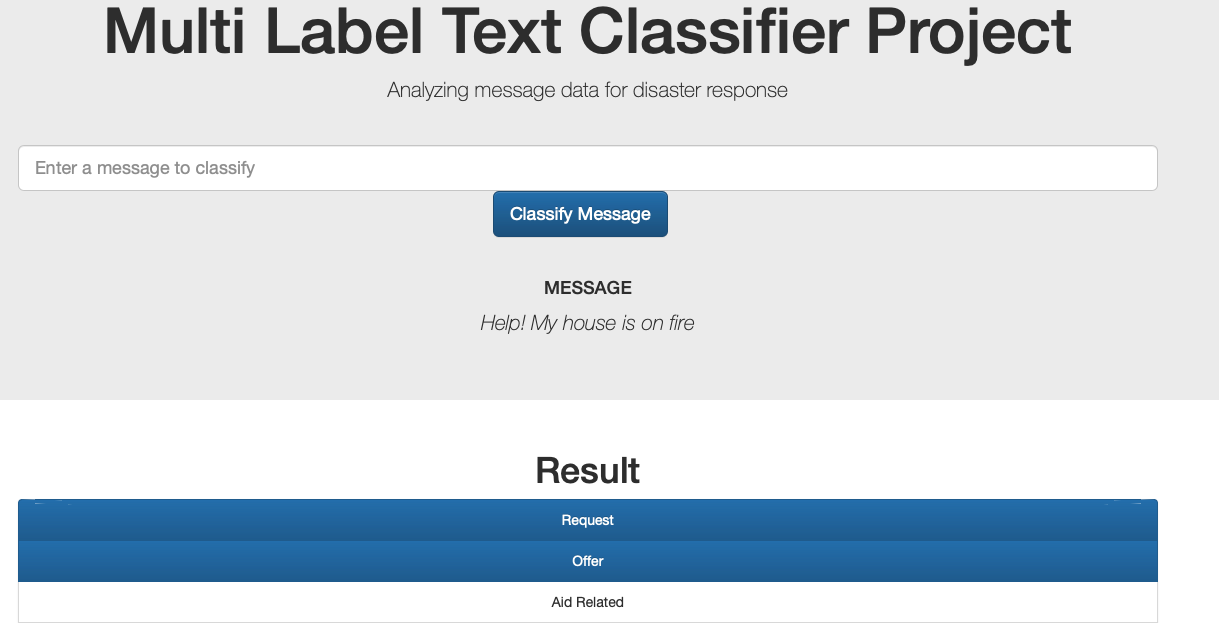 Multi Label Text Classifier Project
Analyzing message data for disaster response
Enter a message to classify
Classify Message
MESSAGE
Help! My house is on fire
Result
Request
Offer
Aid Related